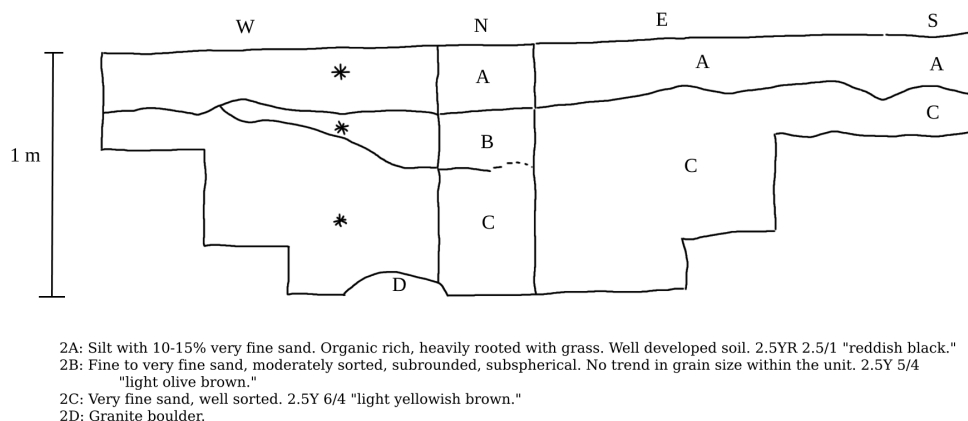 W N E S
A A A
1 m B C
C C
D
2A: Silt with 10-15% very fine sand. Organic rich, heavily rooted with grass. Well developed soil. 2.5YR 2.5/1 "reddish black."
2B: Fine to very fine sand, moderately sorted, subrounded, subspherical. No trend in grain size within the unit. 2.5Y 5/4
"light olive brown."
2C: Very fine sand, well sorted. 2.5Y 6/4 "light yellowish brown."
2D: Granite boulder.